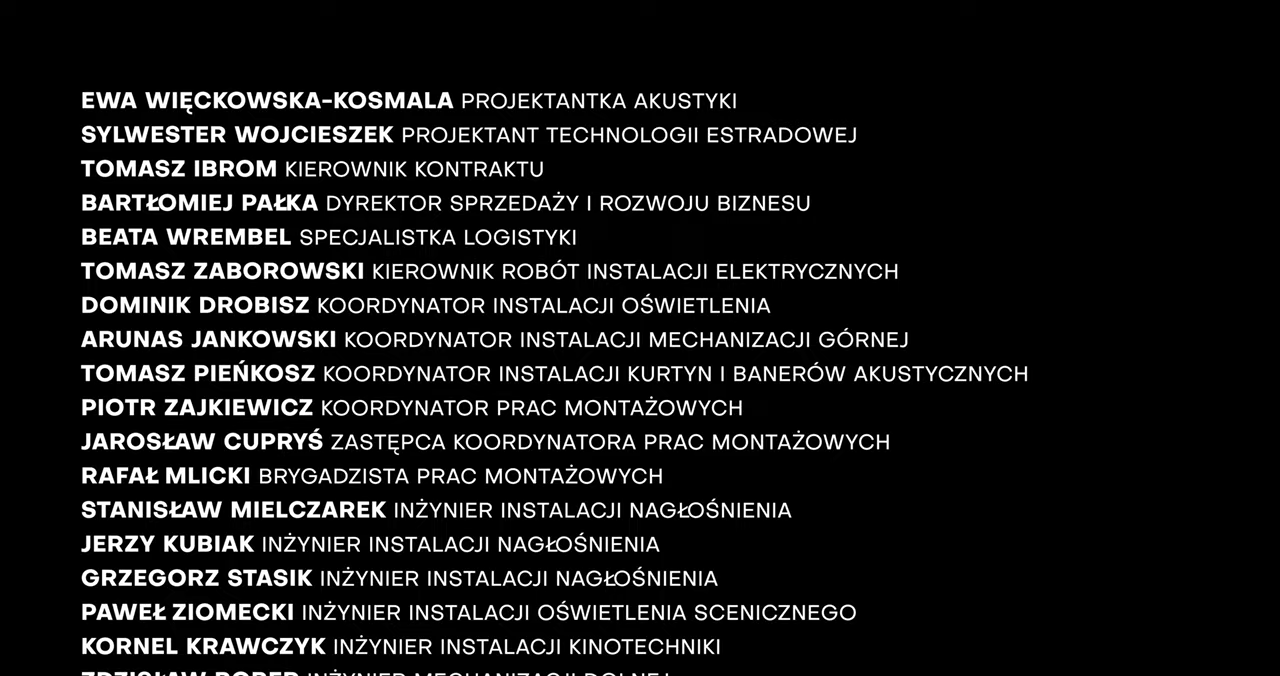 EWA WIĘCKOWSKA-KOSMALA PROJEKTANTKA AKUSTYKI
SYLWESTER WOJCIESZEK PROJEKTANT TECHNOLOGII ESTRADOWEJ
TOMASZ IBROM KIEROWNIK KONTRAKTU
BARTŁOMIEJ PAŁKA DYREKTOR SPRZEDAŻY I ROZWOJU BIZNESU
BEATA WREMBEL SPECJALISTKA LOGISTYKI
TOMASZ ZABOROWSKI KIEROWNIK ROBÓT INSTALACJI ELEKTRYCZNYCH
DOMINIK DROBISZ KOORDYNATOR INSTALACJI OŚWIETLENIA
ARUNAS JANKOWSKI KOORDYNATOR INSTALACJI MECHANIZACJI GÓRNEJ
TOMASZ PIEŃKOSZ KOORDYNATOR INSTALACJI KURTYN I BANERÓW AKUSTYCZNYCH
PIOTR ZAJKIEWICZ KOORDYNATOR PRAC MONTAŻOWYCH
JAROSŁAW CUPRYŚ ZASTĘPCA KOORDYNATORA PRAC MONTAŻOWYCH
RAFAŁ MLICKI BRYGADZISTA PRAC MONTAŻOWYCH
STANISŁAW MIELCZAREK INŻYNIER INSTALACJI NAGŁOŚNIENIA
JERZY KUBIAK INŻYNIER INSTALACJI NAGŁOŚNIENIA
GRZEGORZ STASIK INŻYNIER INSTALACJI NAGŁOŚNIENIA
PAWEŁ ZIOMECKI INŻYNIER INSTALACJI OŚWIETLENIA SCENICZNEGO
KORNEL KRAWCZYK INŻYNIER INSTALACJI KINOTECHNIKI
ZDZISŁAW INŻYNIER MECHANIZACJI DOLNEJ